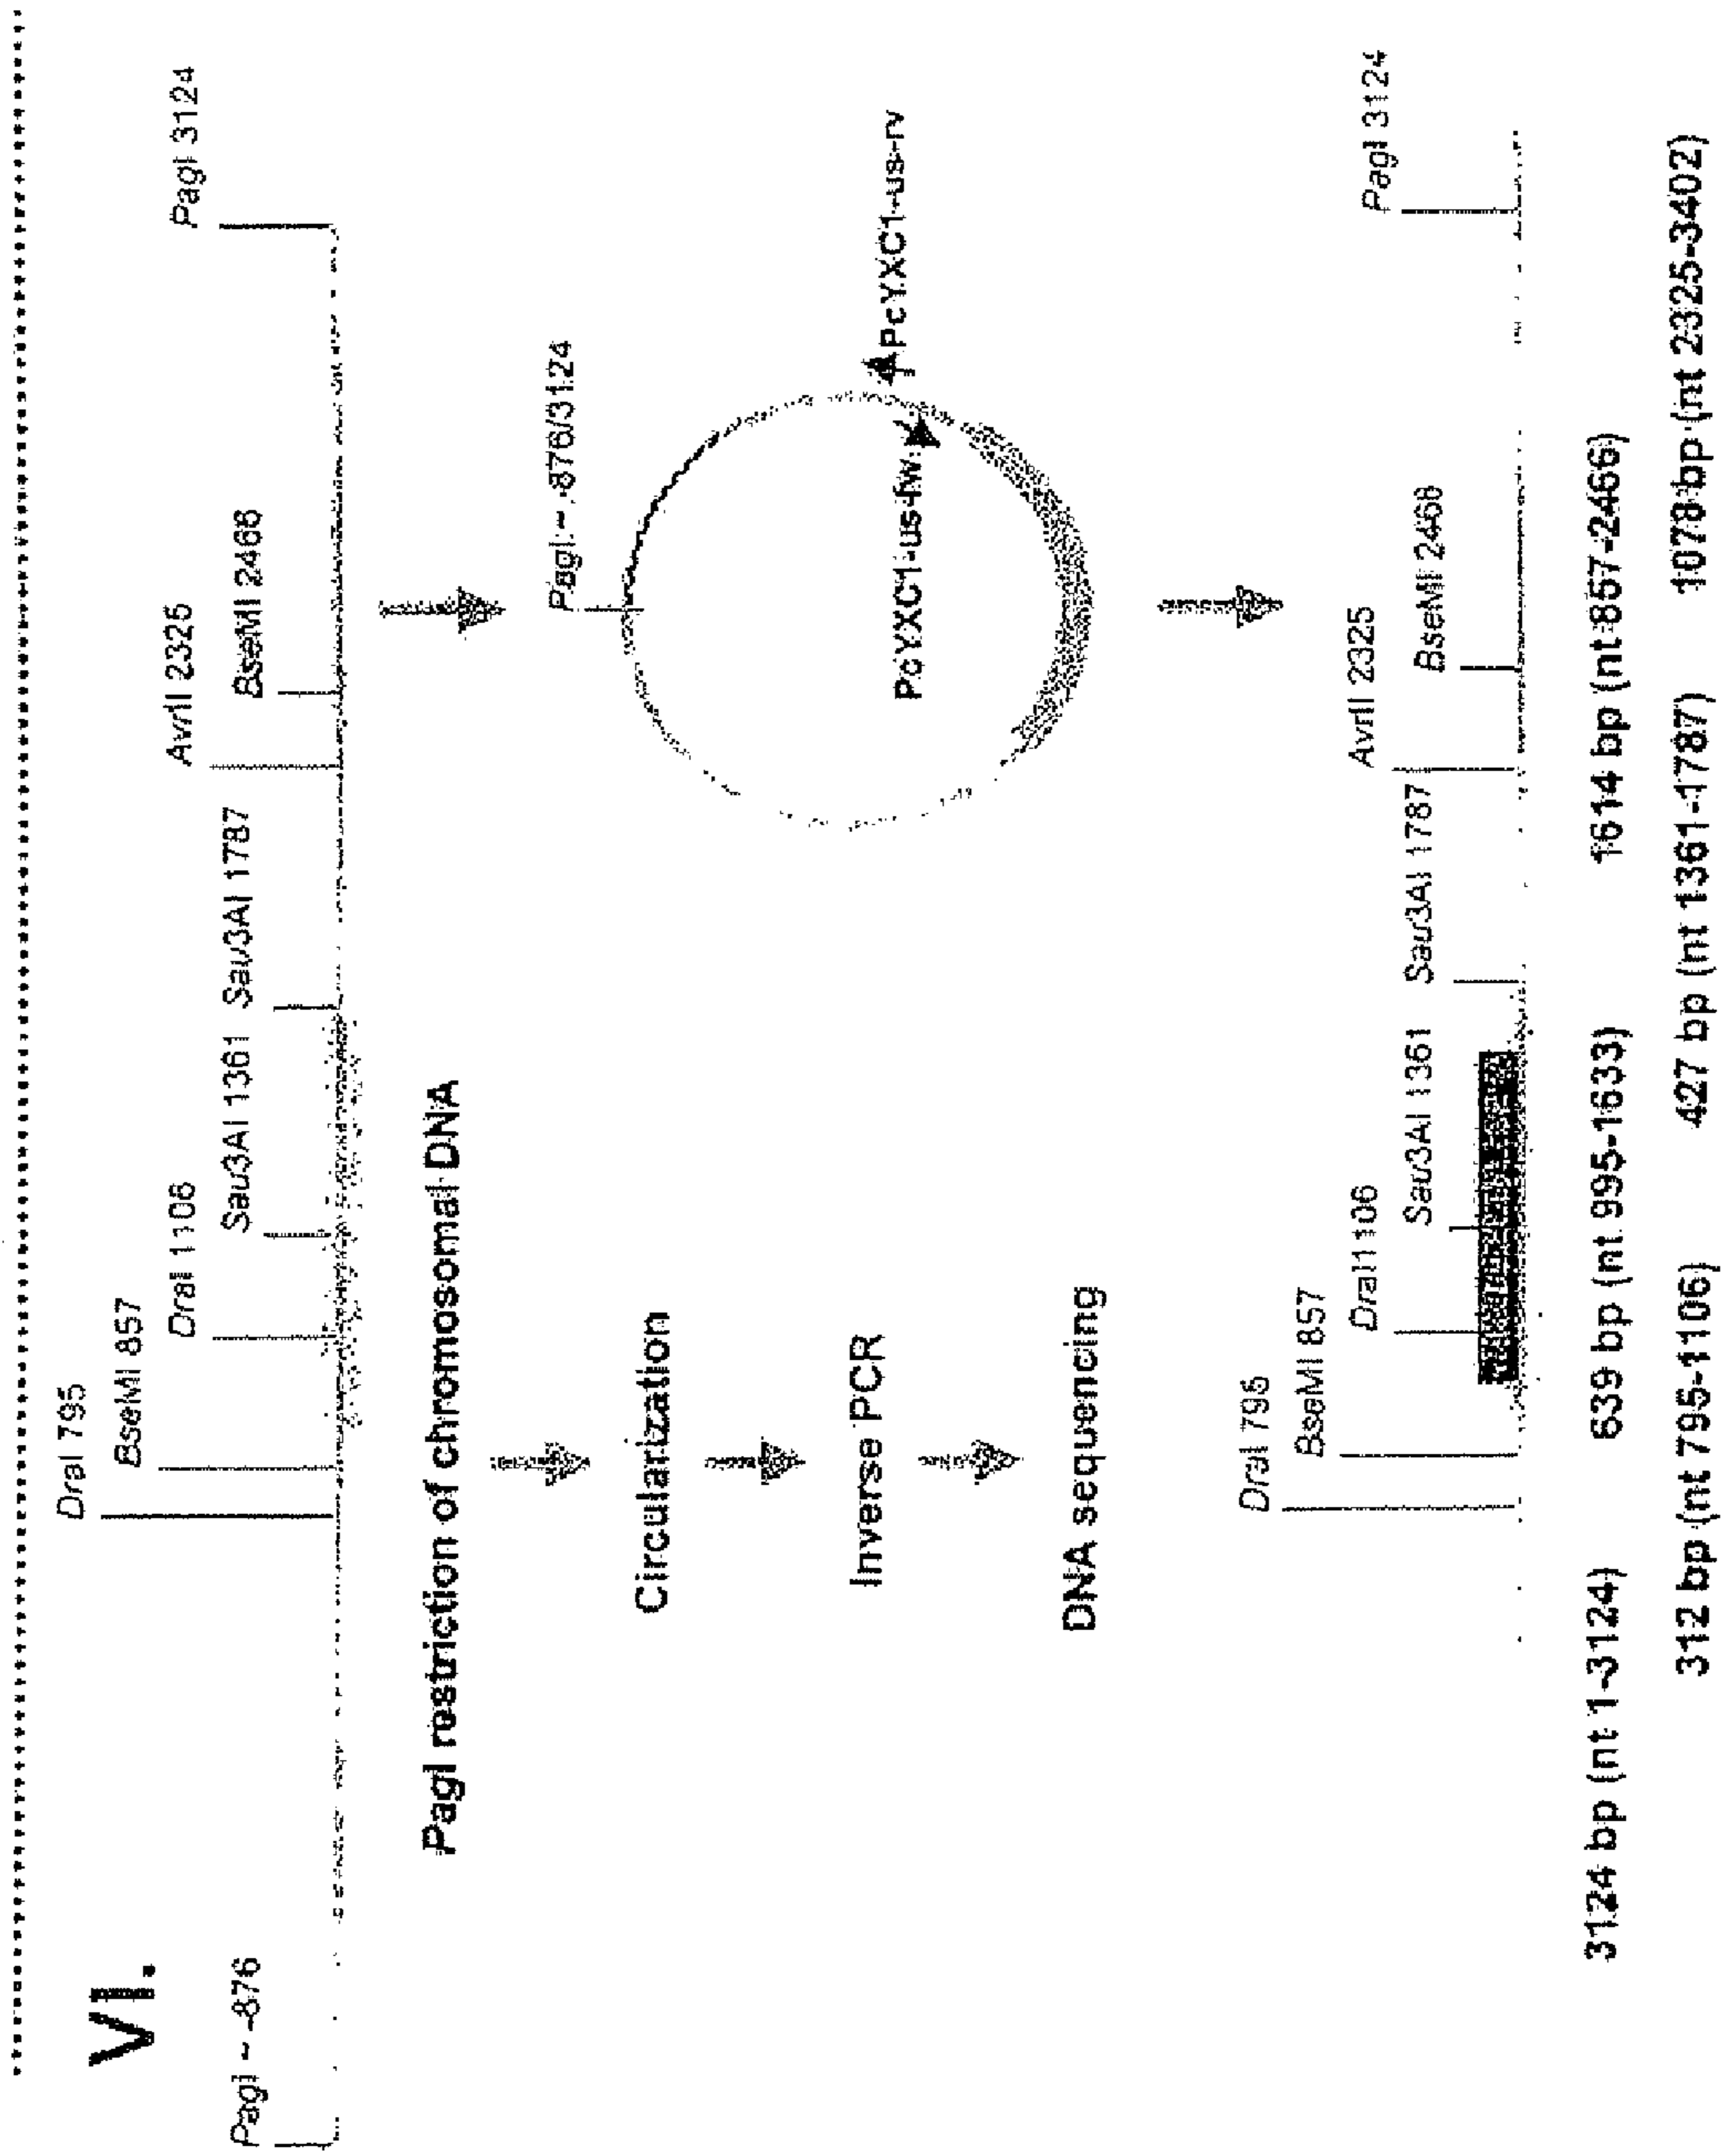 VI.
PagI ~ -876
DraI 795
BseMI 857
DraI 1106
Sau3AI 1361
Sau3AI 1787
AvrII 2325
BseMI 2466
PagI 3124
PagI restriction of chromosomal DNA
Circularization
Inverse PCR
DNA sequencing
PagI ~ -876/3124
PcYXC1-us-fw
PcYXC1-us-rv
DraI 795
BseMI 857
DraI 1106
Sau3AI 1361
Sau3AI 1787
AvrII 2325
BseMI 2466
PagI 3124
3124 bp (nt 1-3124)
639 bp (nt 995-1633)
1614 bp (nt 857-2466)
312 bp (nt 795-1106)
427 bp (nt 1361-1787)
1078 bp (nt 2325-3402)